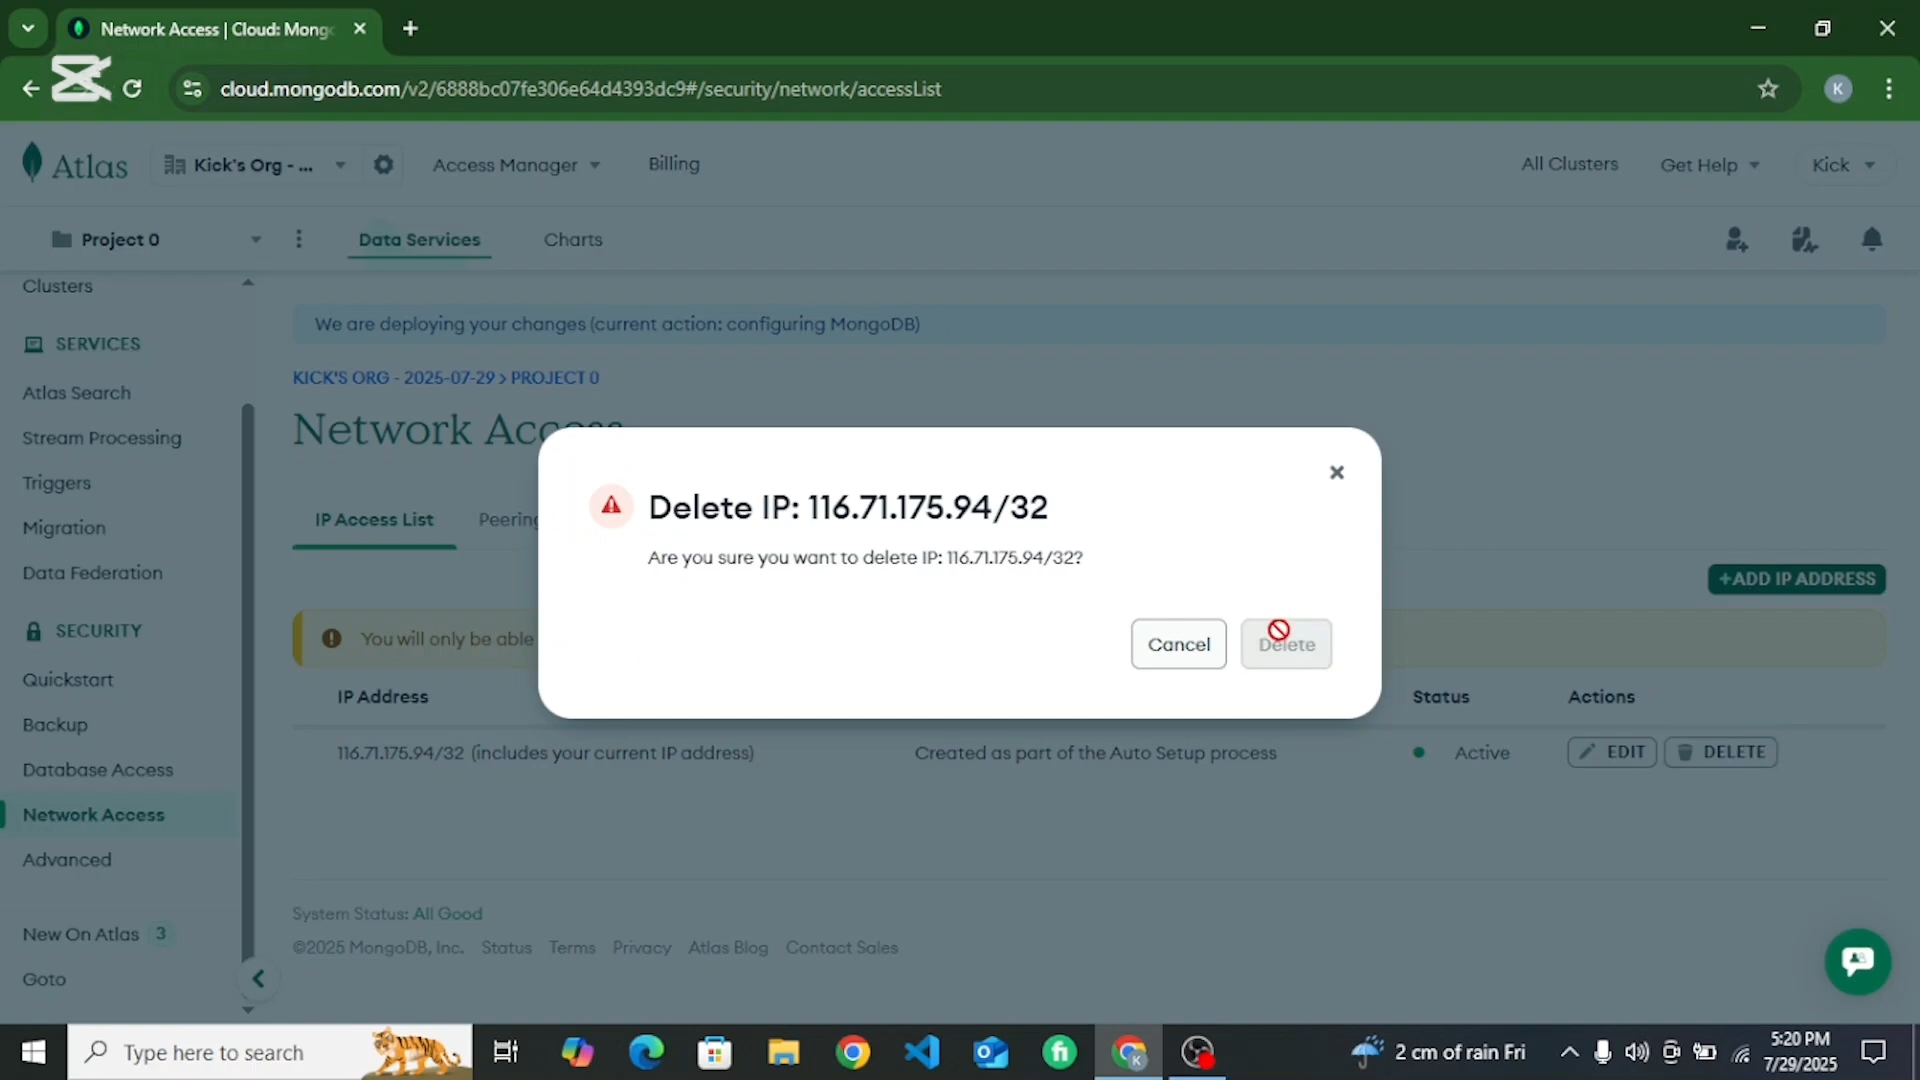 Network Access | Cloud: Mong
cloud.mongodb.com/v2/6888bc07fe306e64d4393dc9#/security/network/accessList
K
Atlas
Kick's Org - ...
Access Manager
Billing
All Clusters
Get Help
Kick
Project 0
Data Services
Charts
Clusters
SERVICES
Atlas Search
Stream Processing
Triggers
Migration
Data Federation
SECURITY
Quickstart
Backup
Database Access
Network Access
Advanced
New On Atlas 3
Goto
We are deploying your changes (current action: configuring MongoDB)
KICK'S ORG - 2025-07-29 > PROJECT 0
Network Access
IP Access List
Peering
+ADD IP ADDRESS
You will only be able
IP Address
Status
Actions
116.71.175.94/32 (includes your current IP address)
Created as part of the Auto Setup process
Active
EDIT
DELETE
Delete IP: 116.71.175.94/32
Are you sure you want to delete IP: 116.71.175.94/32?
Cancel
Delete
System Status: All Good
©2025 MongoDB, Inc. Status Terms Privacy Atlas Blog Contact Sales
Type here to search
fi
K
2 cm of rain Fri
5:20 PM
7/29/2025